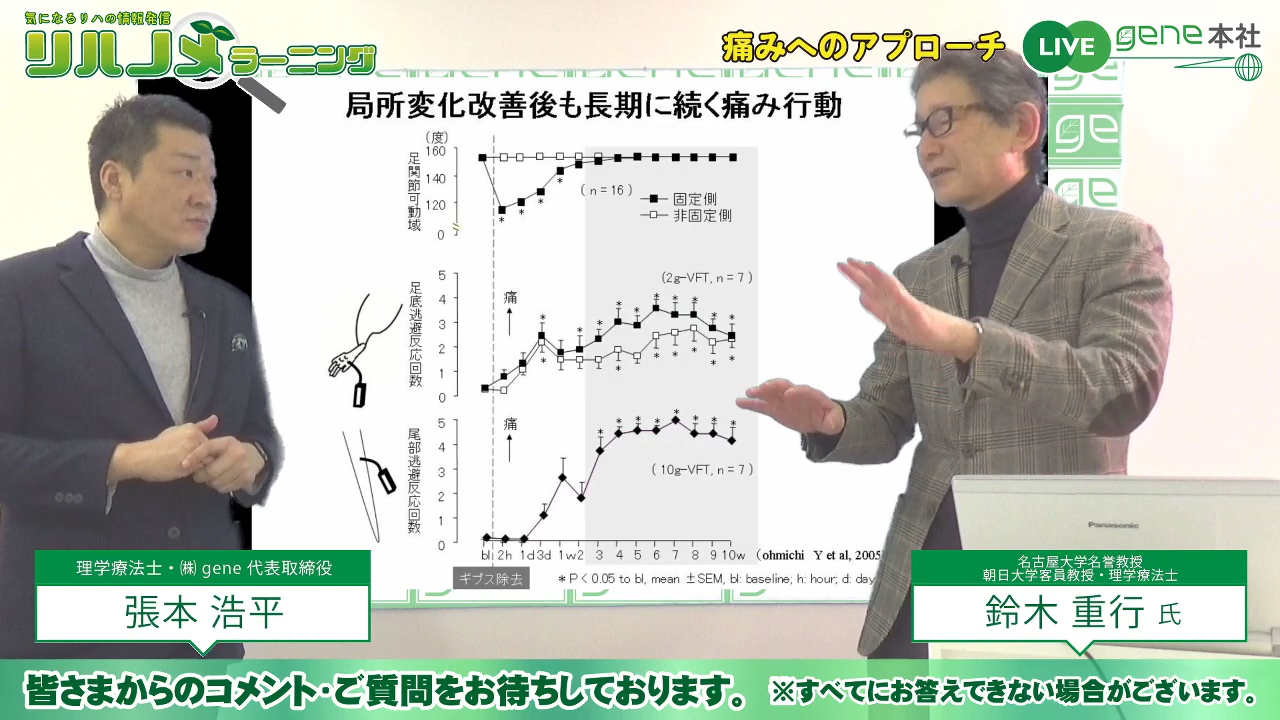 気になるリハの情報発信
リハノメラーニング
痛みへのアプローチ
LIVE
gene本社
局所変化改善後も長期に続く痛み行動
(度)
160
140
120
0
足関節可動域
(n=16)
固定側
非固定側
5
4
3
2
1
0
足底逃避反応回数
痛
(2g-VFT, n=7)
5
4
3
2
1
0
尾部逃避反応回数
痛
(10g-VFT, n=7)
bl 2h 1d 3d 1w 2 3 4 5 6 7 8 9 10w
(ohmichi Y et al, 2005
ギプス除去
*P<0.05 to bl, mean ±SEM, bl: baseline; h: hour; d: day
ge
ge
Panasonic
理学療法士・㈱gene 代表取締役
張本 浩平
名古屋大学名誉教授
朝日大学客員教授・理学療法士
鈴木 重行 氏
皆さまからのコメント・ご質問をお待ちしております。 ※すべてにお答えできない場合がございます。